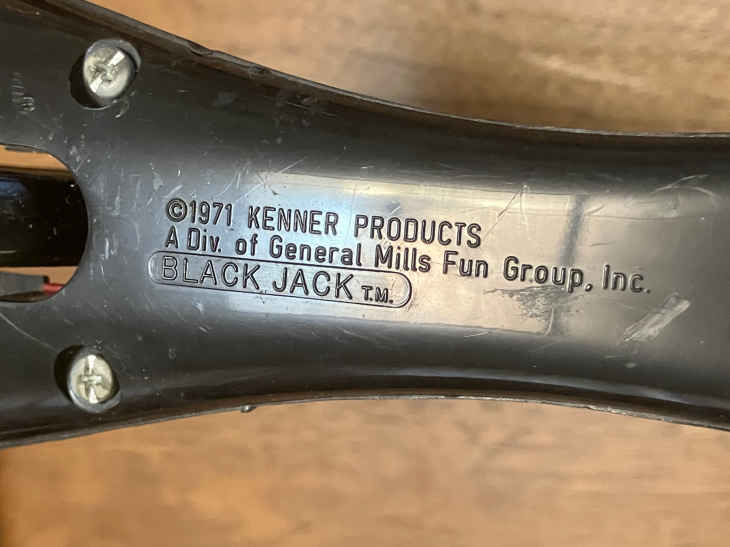 ©1971 KENNER PRODUCTS
A Div. of General Mills Fun Group, Inc.
BLACK JACK T.M.